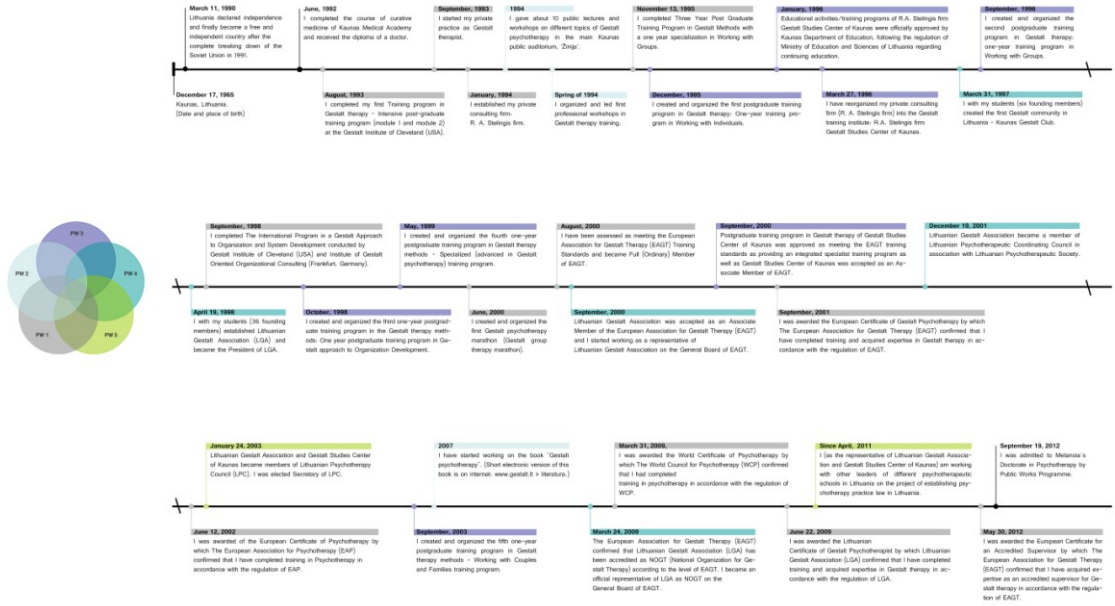 March 11, 1990
Lithuania declared independence
and finally became a free and
independent country after the
complete breaking down of the
Soviet Union in 1991.
June, 1992
I completed the course of curative
medicine of Kaunas Medical Academy
and received the diploma of a doctor.
September, 1993
I started my private
practice as Gestalt
therapist.
1994
I gave about 10 public lectures and
workshops on different topics of Gestalt
psychotherapy in the main Kaunas
public auditorium, 'Žinija'.
November 13, 1995
I completed Three Year Post Graduate
Training Program in Gestalt Methods with
a one year specialization in Working with
Groups.
January, 1996
Educational activities/training programs of R.A. Stelingis firm
Gestalt Studies Center of Kaunas were officially approved by
Kaunas Department of Education, following the regulation of
Ministry of Education and Sciences of Lithuania regarding
continuing education.
September, 1996
I created and organized the
second postgraduate training
program in Gestalt therapy:
one-year training program in
Working with Groups.
December 17, 1965
Kaunas, Lithuania.
(Date and place of birth)
August, 1993
I completed my first Training program in
Gestalt therapy – Intensive post-graduate
training program (module 1 and module 2)
at the Gestalt Institute of Cleveland (USA).
January, 1994
I established my private
consulting firm:
R. A. Stelingis firm.
Spring of 1994
I organized and led first
professional workshops in
Gestalt therapy training.
December, 1995
I created and organized the first postgraduate training
program in Gestalt therapy: One-year training pro-
gram in Working with Individuals.
March 27, 1996
I have reorganized my private consulting
firm (R. A. Stelingis firm) into the Gestalt
training institute: R.A. Stelingis firm
Gestalt Studies Center of Kaunas.
March 31, 1997
I with my students (six founding members)
created the first Gestalt community in
Lithuania – Kaunas Gestalt Club.
PW 3
PW 2
PW 4
PW 1
PW 5
September, 1998
I completed The International Program in a Gestalt Approach
to Organization and System Development conducted by
Gestalt Institute of Cleveland (USA) and Institute of Gestalt
Oriented Organizational Consulting (Frankfurt, Germany).
May, 1999
I created and organized the fourth one-year
postgraduate training program in Gestalt therapy
methods - Specialized (advanced in Gestalt
psychotherapy) training program.
August, 2000
I have been assessed as meeting the European
Association for Gestalt Therapy (EAGT) Training
Standards and became Full (Ordinary) Member
of EAGT.
September, 2000
Postgraduate training program in Gestalt therapy of Gestalt Studies
Center of Kaunas was approved as meeting the EAGT training
standards as providing an integrated specialist training program as
well as Gestalt Studies Center of Kaunas was accepted as an As-
sociate Member of EAGT.
December 19, 2001
Lithuanian Gestalt Association became a member of
Lithuanian Psychotherapeutic Coordinating Council in
association with Lithuanian Psychotherapeutic Society.
April 19, 1998
I with my students (36 founding
members) established Lithuanian
Gestalt Association (LGA) and
became the President of LGA.
October, 1998
I created and organized the third one-year postgrad-
uate training program in the Gestalt therapy meth-
ods: One year postgraduate training program in Ge-
stalt approach to Organization Development.
June, 2000
I created and organized the
first Gestalt psychotherapy
marathon (Gestalt group
therapy marathon).
September, 2000
Lithuanian Gestalt Association was accepted as an Associate
Member of the European Association for Gestalt Therapy (EAGT)
and I started working as a representative of
Lithuanian Gestalt Association on the General Board of EAGT.
September, 2001
I was awarded the European Certificate of Gestalt Psychotherapy by which
The European Association for Gestalt Therapy (EAGT) confirmed that I
have completed training and acquired expertise in Gestalt therapy in ac-
cordance with the regulation of EAGT.
January 24, 2003
Lithuanian Gestalt Association and Gestalt Studies Center
of Kaunas became members of Lithuanian Psychotherapy
Council (LPC). I was elected Secretary of LPC.
2007
I have started working on the book "Gestalt
psychotherapy". (Short electronic version of this
book is on internet: www.gestalt.lt > literatura.)
March 31, 2009,
I was awarded the World Certificate of Psychotherapy by
which The World Council for Psychotherapy (WCP) confirmed
that I had completed
training in psychotherapy in accordance with the regulation of
WCP.
Since April, 2011
I (as the representative of Lithuanian Gestalt Associa-
tion and Gestalt Studies Center of Kaunas) am working
with other leaders of different psychotherapeutic
schools in Lithuania on the project of establishing psy-
chotherapy practice law in Lithuania.
September 19, 2012
I was admitted to Metanoia's
Doctorate in Psychotherapy by
Public Works Programme.
June 12, 2002
I was awarded of the European Certificate of Psychotherapy by
which The European Association for Psychotherapy (EAP)
confirmed that I have completed training in Psychotherapy in
accordance with the regulation of EAP.
September, 2003
I created and organized the fifth one-year
postgraduate training program in Gestalt
therapy methods - Working with Couples
and Families training program.
March 24, 2009
The European Association for Gestalt Therapy (EAGT)
confirmed that Lithuanian Gestalt Association (LGA) has
been accredited as NOGT (National Organization for Ge-
stalt Therapy) according to the level of EAGT. I became an
official representative of LGA as NOGT on the
General Board of EAGT.
June 22, 2009
I was awarded the Lithuanian
Certificate of Gestalt Psychotherapist by which Lithuanian
Gestalt Association (LGA) confirmed that I have completed
training and acquired expertise in Gestalt therapy in ac-
cordance with the regulation of LGA.
May 30, 2012
I was awarded the European Certificate for
an Accredited Supervisor by which The
European Association for Gestalt Therapy
(EAGT) confirmed that I have acquired ex-
pertise as an accredited supervisor for Ge-
stalt therapy in accordance with the regula-
tion of EAGT.